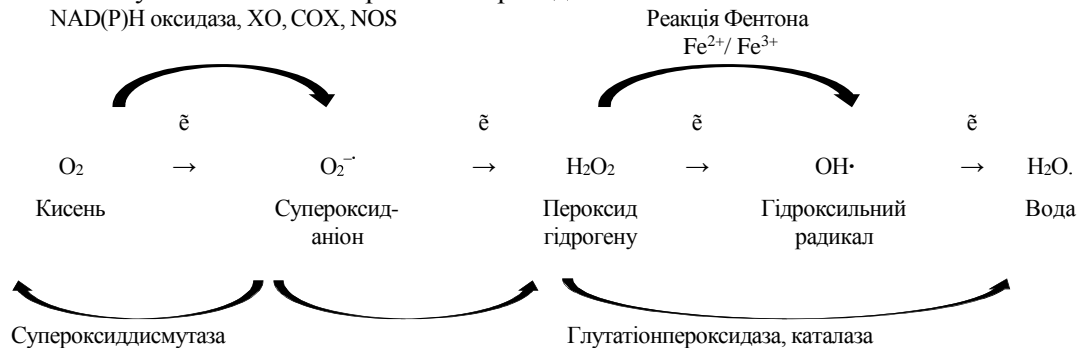 NAD(P)H оксидаза, XO, COX, NOS
Реакція Фентона
Fe²⁺/ Fe³⁺
ẽ ẽ ẽ ẽ
O₂ → O₂⁻· → H₂O₂ → OH· → H₂O.
Кисень
Супероксид-
аніон
Пероксид
гідрогену
Гідроксильний
радикал
Вода
Супероксиддисмутаза
Глутатіонпероксидаза, каталаза